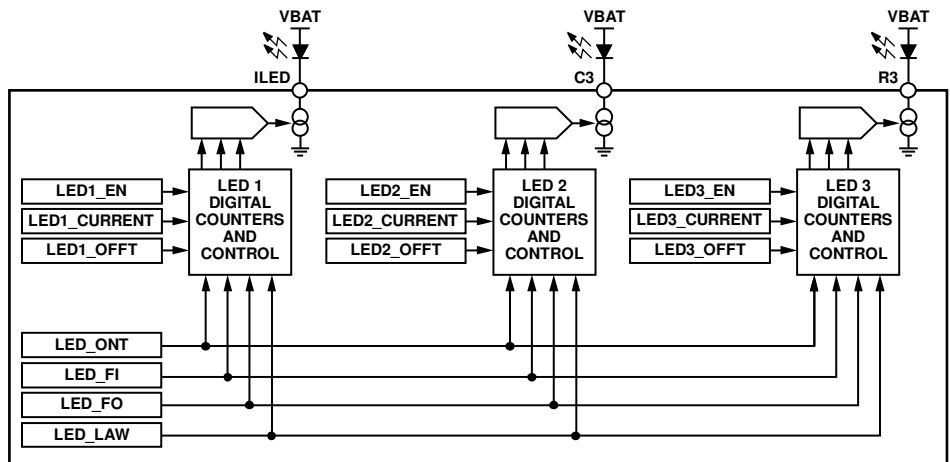 VBAT
VBAT
VBAT
ILED
C3
R3
LED1_EN
LED1_CURRENT
LED1_OFFT
LED 1
DIGITAL
COUNTERS
AND
CONTROL
LED2_EN
LED2_CURRENT
LED2_OFFT
LED 2
DIGITAL
COUNTERS
AND
CONTROL
LED3_EN
LED3_CURRENT
LED3_OFFT
LED 3
DIGITAL
COUNTERS
AND
CONTROL
LED_ONT
LED_FI
LED_FO
LED_LAW